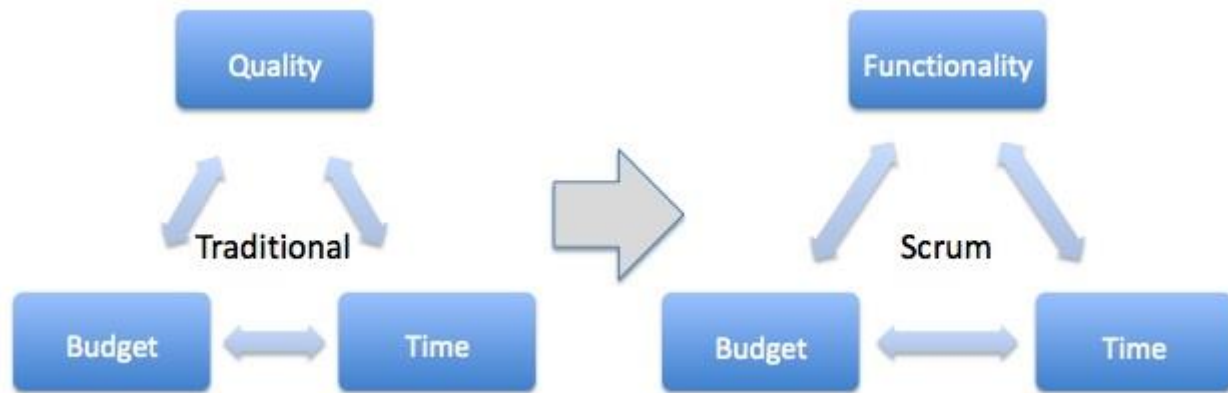 Quality
Traditional
Budget
Time
Functionality
Scrum
Budget
Time